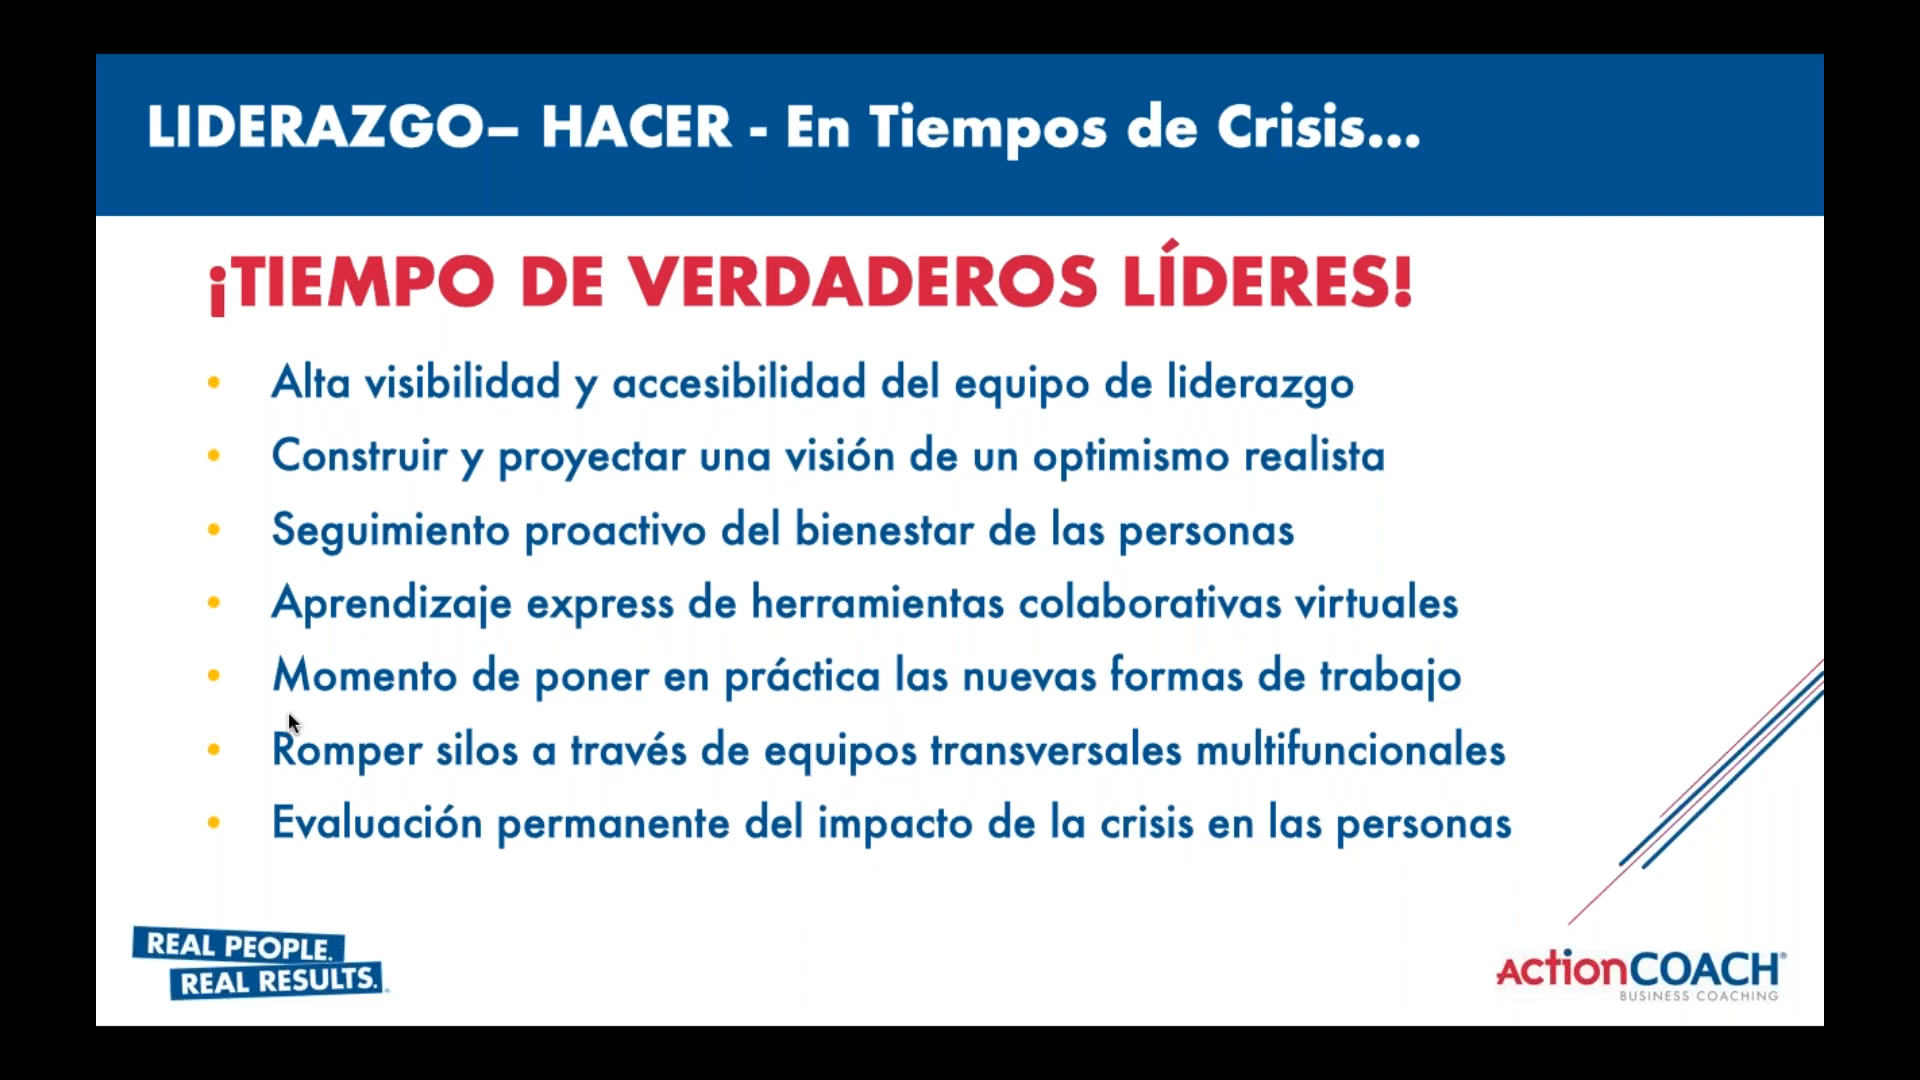 LIDERAZGO– HACER - En Tiempos de Crisis...
¡TIEMPO DE VERDADEROS LÍDERES!
• Alta visibilidad y accesibilidad del equipo de liderazgo
• Construir y proyectar una visión de un optimismo realista
• Seguimiento proactivo del bienestar de las personas
• Aprendizaje express de herramientas colaborativas virtuales
• Momento de poner en práctica las nuevas formas de trabajo
• Romper silos a través de equipos transversales multifuncionales
• Evaluación permanente del impacto de la crisis en las personas
REAL PEOPLE.
REAL RESULTS.
ActionCOACH®
BUSINESS COACHING